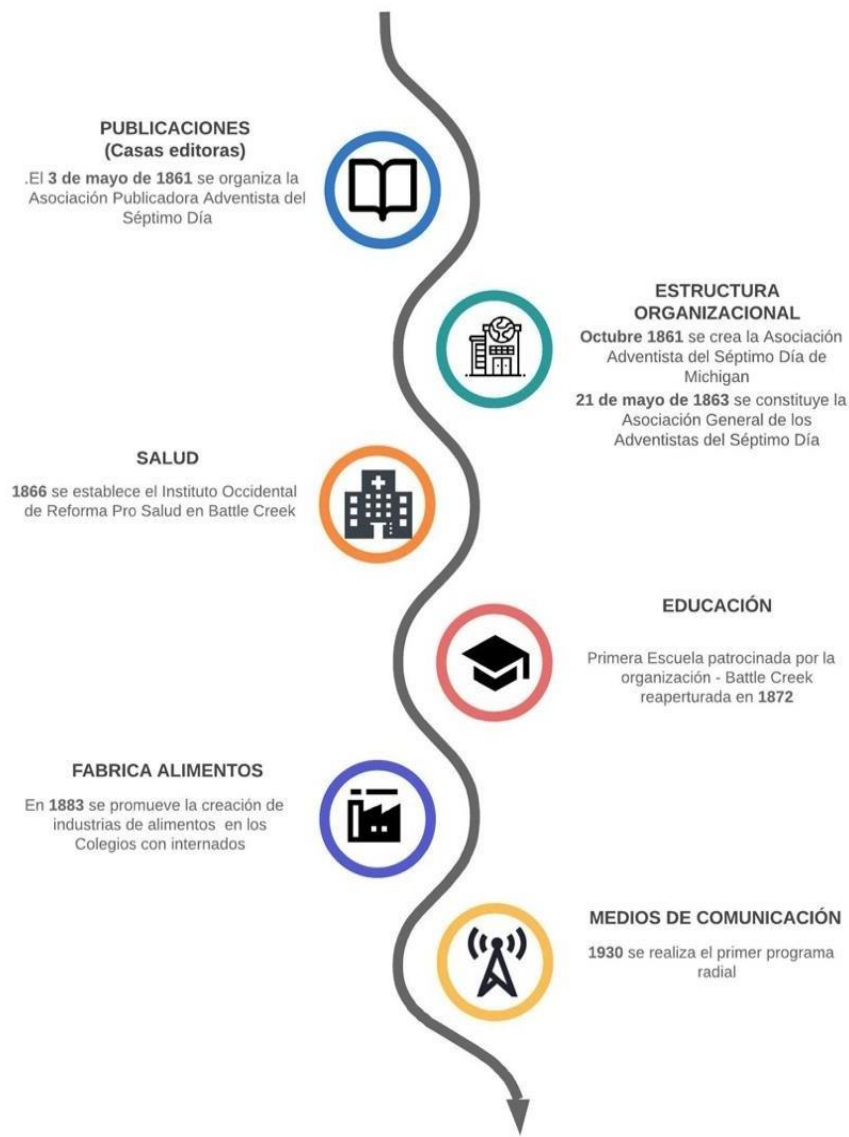 PUBLICACIONES
(Casas editoras)
.El 3 de mayo de 1861 se organiza la
Asociación Publicadora Adventista del
Séptimo Día
ESTRUCTURA
ORGANIZACIONAL
Octubre 1861 se crea la Asociación
Adventista del Séptimo Día de
Michigan
21 de mayo de 1863 se constituye la
Asociación General de los
Adventistas del Séptimo Día
SALUD
1866 se establece el Instituto Occidental
de Reforma Pro Salud en Battle Creek
EDUCACIÓN
Primera Escuela patrocinada por la
organización - Battle Creek
reaperturada en 1872
FABRICA ALIMENTOS
En 1883 se promueve la creación de
industrias de alimentos en los
Colegios con internados
MEDIOS DE COMUNICACIÓN
1930 se realiza el primer programa
radial